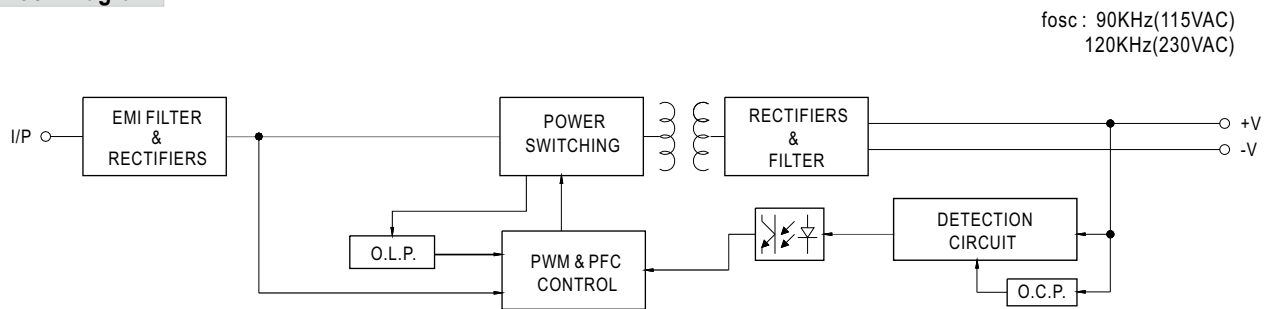 fosc : 90KHz(115VAC)
120KHz(230VAC)
I/P
EMI FILTER
&
RECTIFIERS
POWER
SWITCHING
RECTIFIERS
&
FILTER
+V
-V
O.L.P.
PWM & PFC
CONTROL
DETECTION
CIRCUIT
O.C.P.